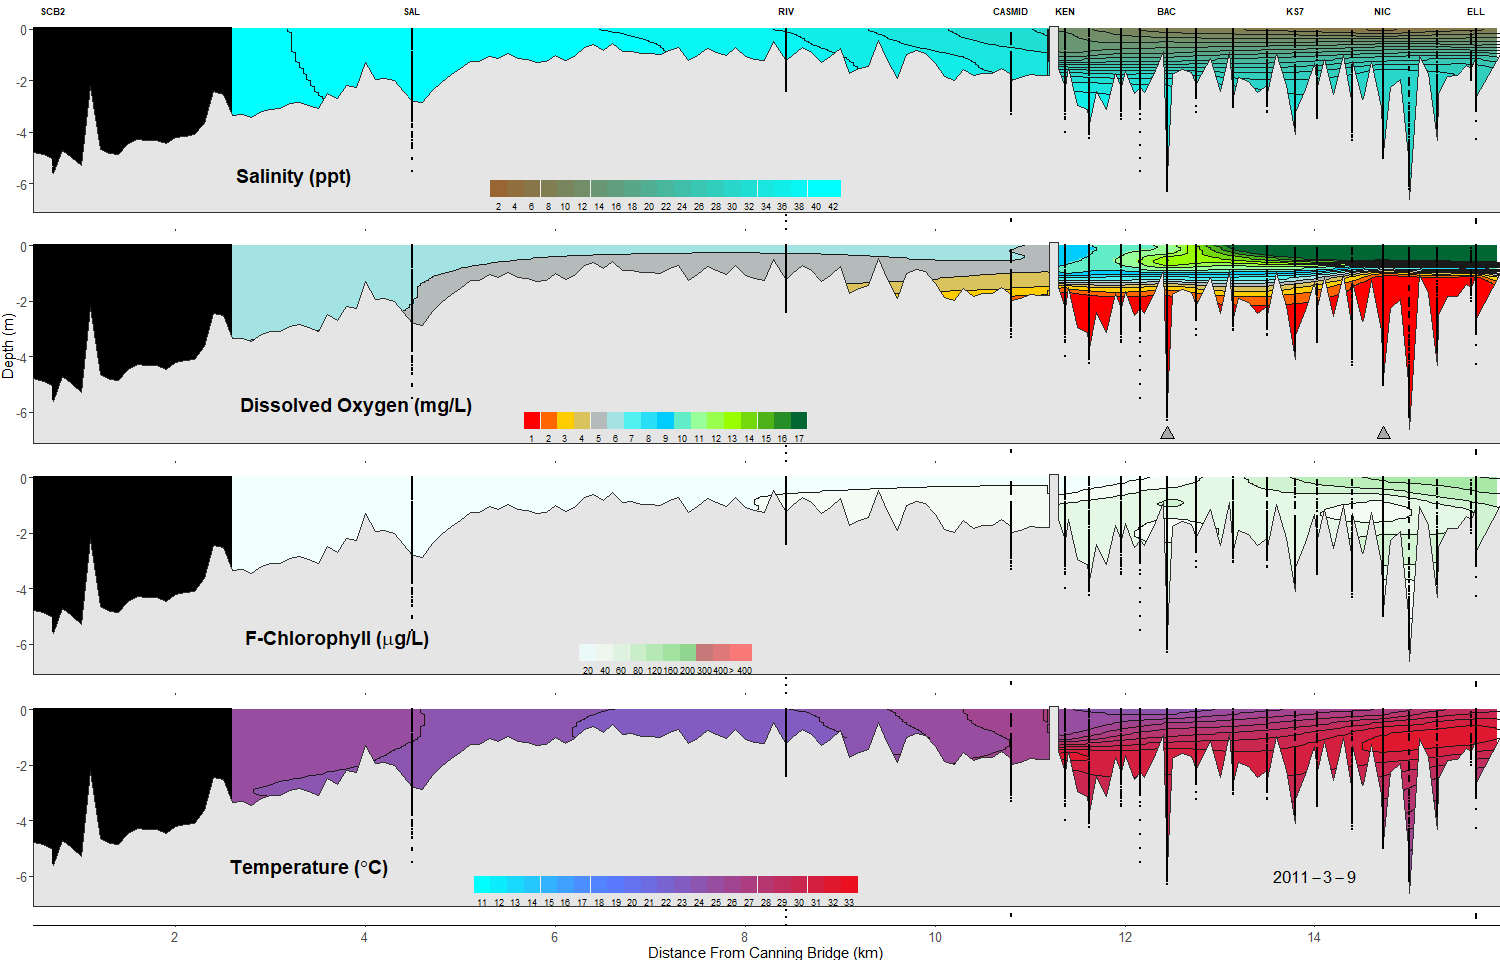 SCB2 SAL RIV CASMID KEN BAC KS7 NIC ELL
0
-2
-4
-6
Salinity (ppt)
2 4 6 8 10 12 14 16 18 20 22 24 26 28 30 32 34 36 38 40 42
0
-2
-4
-6
Depth (m)
Dissolved Oxygen (mg/L)
1 2 3 4 5 6 7 8 9 10 11 12 13 14 15 16 17
0
-2
-4
-6
F-Chlorophyll (μg/L)
20 40 60 80 120 160 200 300 400 > 400
0
-2
-4
-6
Temperature (°C)
2011-3-9
11 12 13 14 15 16 17 18 19 20 21 22 23 24 25 26 27 28 29 30 31 32 33
2 4 6 8 10 12 14
Distance From Canning Bridge (km)